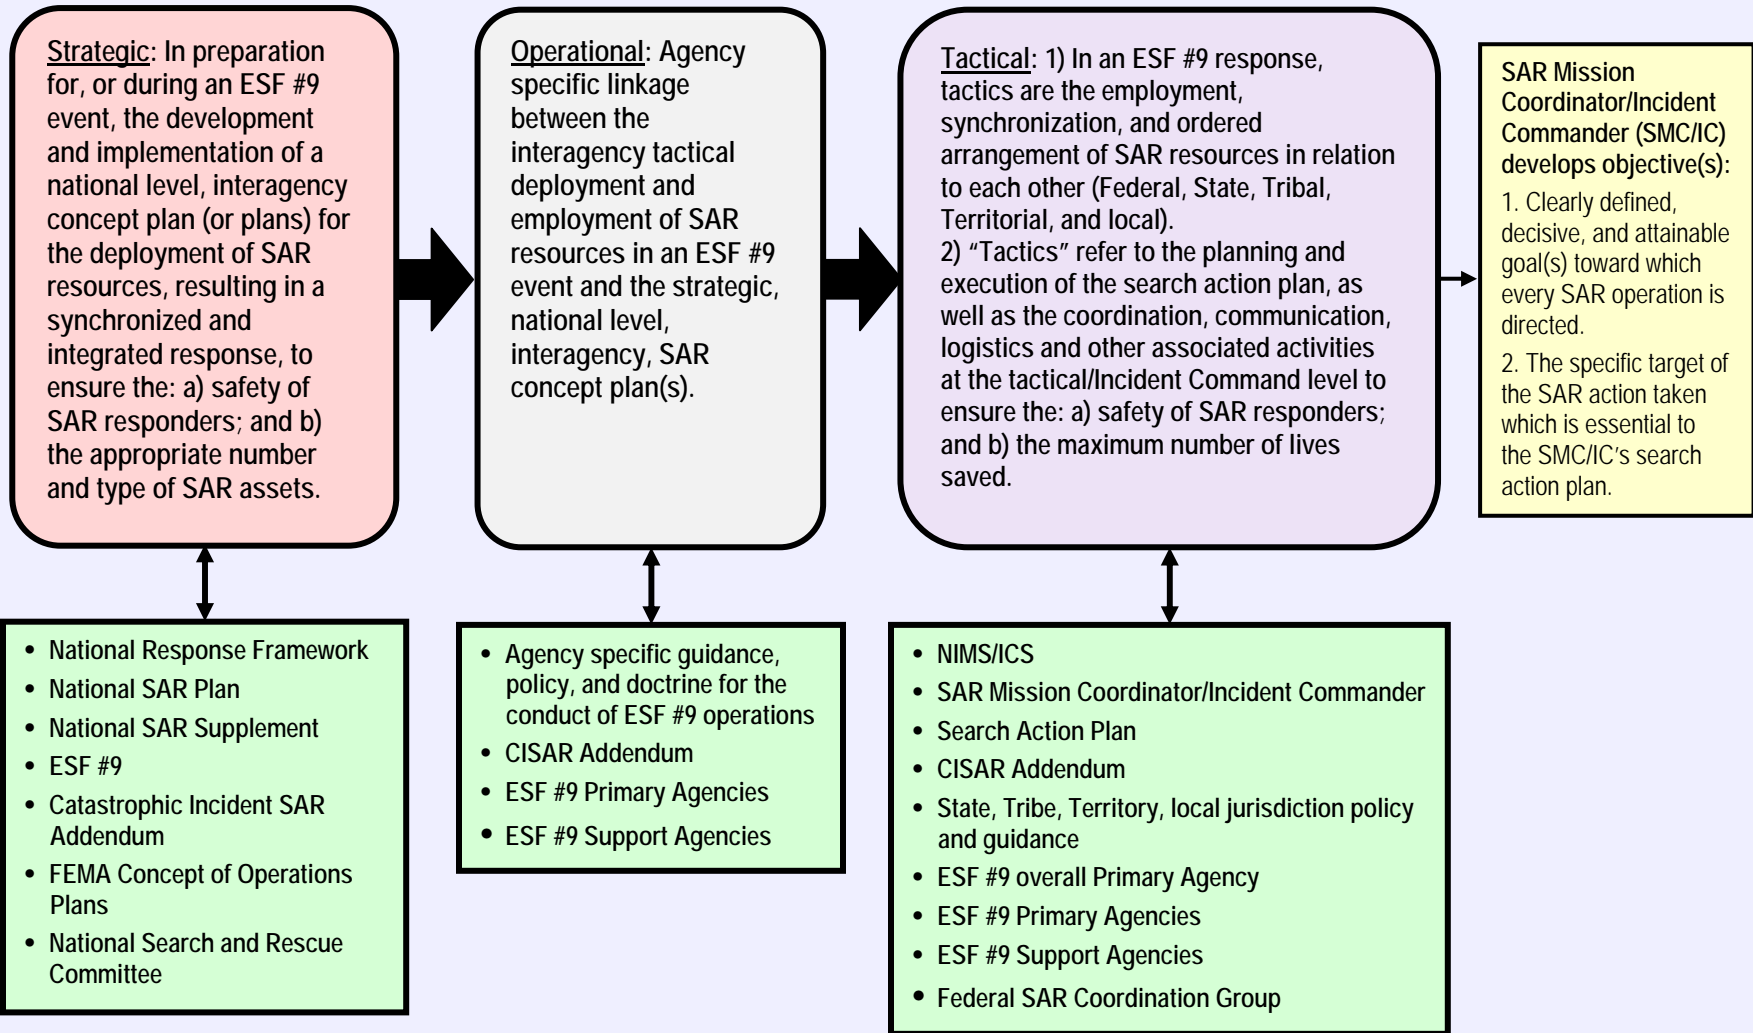 Strategic: In preparation
for, or during an ESF #9
event, the development
and implementation of a
national level, interagency
concept plan (or plans) for
the deployment of SAR
resources, resulting in a
synchronized and
integrated response, to
ensure the: a) safety of
SAR responders; and b)
the appropriate number
and type of SAR assets.
Operational: Agency
specific linkage
between the
interagency tactical
deployment and
employment of SAR
resources in an ESF #9
event and the strategic,
national level,
interagency, SAR
concept plan(s).
Tactical: 1) In an ESF #9 response,
tactics are the employment,
synchronization, and ordered
arrangement of SAR resources in relation
to each other (Federal, State, Tribal,
Territorial, and local).
2) “Tactics” refer to the planning and
execution of the search action plan, as
well as the coordination, communication,
logistics and other associated activities
at the tactical/Incident Command level to
ensure the: a) safety of SAR responders;
and b) the maximum number of lives
saved.
SAR Mission
Coordinator/Incident
Commander (SMC/IC)
develops objective(s):
1. Clearly defined,
decisive, and attainable
goal(s) toward which
every SAR operation is
directed.
2. The specific target of
the SAR action taken
which is essential to
the SMC/IC’s search
action plan.
• National Response Framework
• National SAR Plan
• National SAR Supplement
• ESF #9
• Catastrophic Incident SAR
Addendum
• FEMA Concept of Operations
Plans
• National Search and Rescue
Committee
• Agency specific guidance,
policy, and doctrine for the
conduct of ESF #9 operations
• CISAR Addendum
• ESF #9 Primary Agencies
• ESF #9 Support Agencies
• NIMS/ICS
• SAR Mission Coordinator/Incident Commander
• Search Action Plan
• CISAR Addendum
• State, Tribe, Territory, local jurisdiction policy
and guidance
• ESF #9 overall Primary Agency
• ESF #9 Primary Agencies
• ESF #9 Support Agencies
• Federal SAR Coordination Group